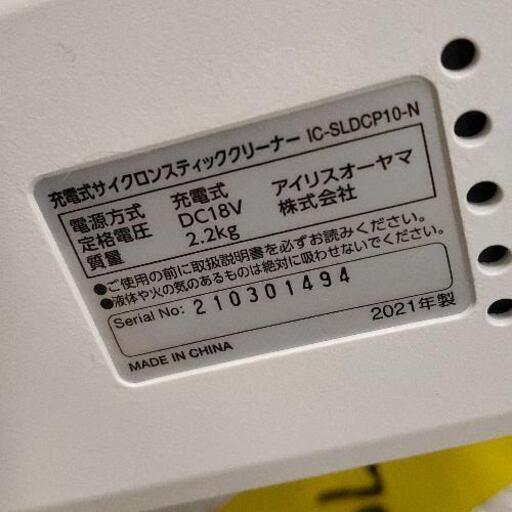 充電式サイクロンスティッククリーナー IC-SLDCP10-N
電源方式 充電式 アイリスオーヤマ
定格電圧 DC18V 株式会社
質量 2.2kg
●ご使用の前に取扱説明書を必ずお読みください。
●液体や火の気のあるものは絶対に吸わせないでください。
Serial No: 210301494
2021年製
MADE IN CHINA